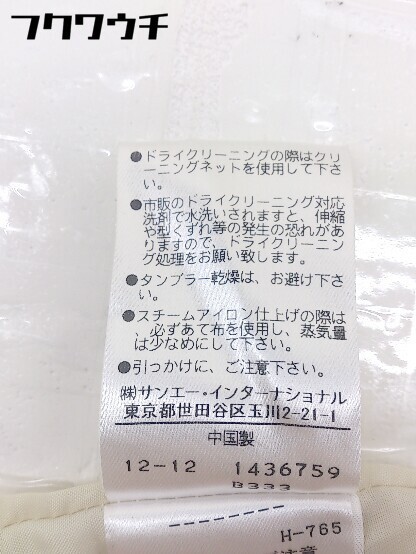 フクワウチ
●ドライクリーニングの際はクリ
ーニングネットを使用して下さ
い。
●市販のドライクリーニング対応
洗剤で水洗いされますと、伸縮
や型くずれ等の発生の恐れがあ
りますので、ドライクリーニン
グ処理をお願い致します。
●タンブラー乾燥は、お避け下さ
い。
●スチームアイロン仕上げの際は
、必ずあて布を使用し、蒸気量
は少なめにして下さい。
●引っかけに、ご注意下さい。
㈱サンエー・インターナショナル
東京都世田谷区玉川2-21-1
中国製
12-12 1436759
B333
H-765